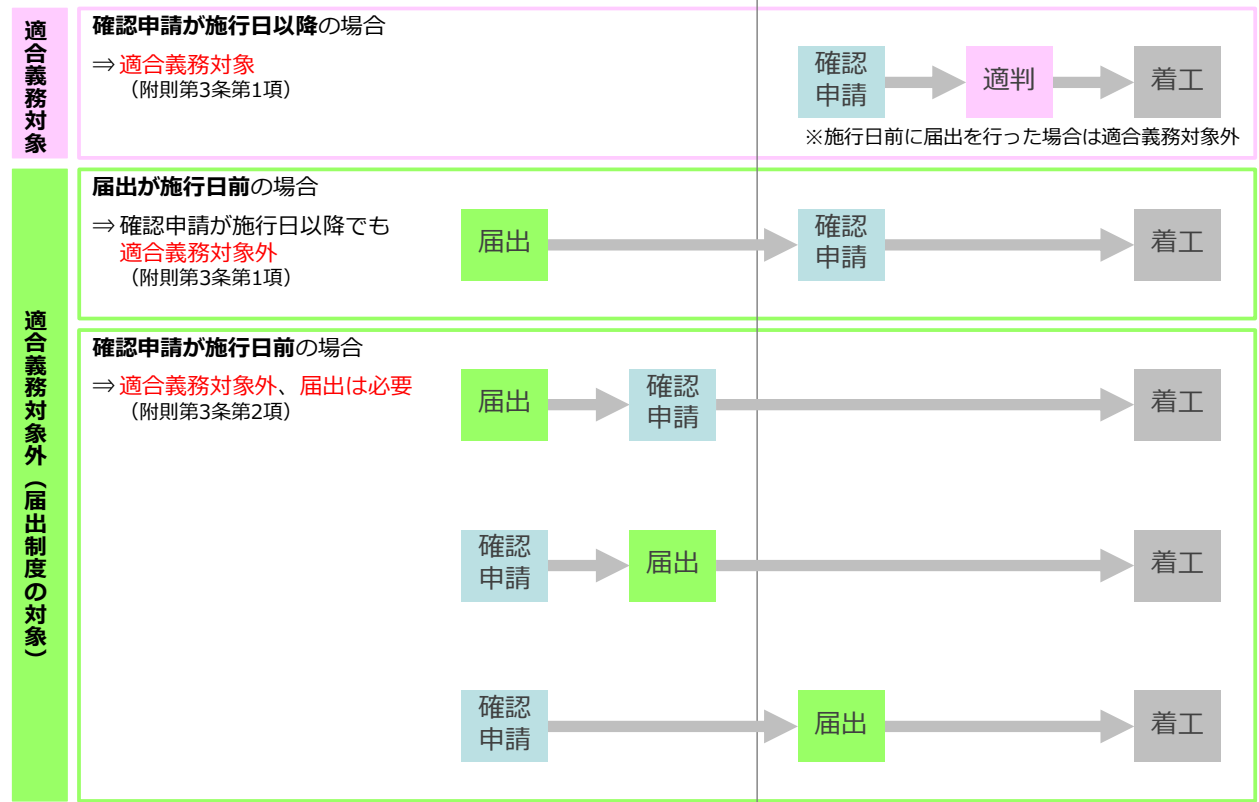 適合義務対象
確認申請が施行日以降の場合
⇒ 適合義務対象
（附則第3条第1項）
確認
申請
適判
着工
※施行日前に届出を行った場合は適合義務対象外
適合義務対象外（届出制度の対象）
届出が施行日前の場合
⇒ 確認申請が施行日以降でも
適合義務対象外
（附則第3条第1項）
届出
確認
申請
着工
確認申請が施行日前の場合
⇒ 適合義務対象外、届出は必要
（附則第3条第2項）
届出
確認
申請
着工
確認
申請
届出
着工
確認
申請
届出
着工